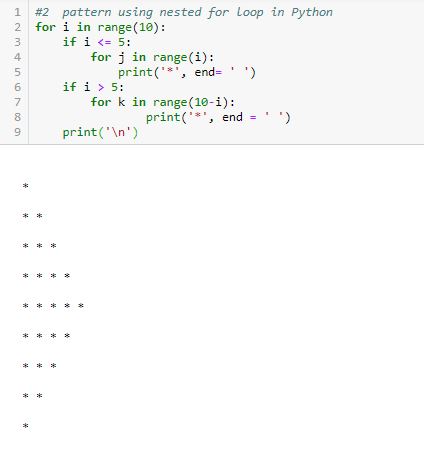 1 #2  pattern using nested for loop in Python
2 for i in range(10):
3     if i <= 5:
4         for j in range(i):
5             print('*', end= ' ')
6     if i > 5:
7         for k in range(10-i):
8                 print('*', end = ' ')
9     print('\n')
*
* *
* * *
* * * *
* * * * *
* * * *
* * *
* *
*